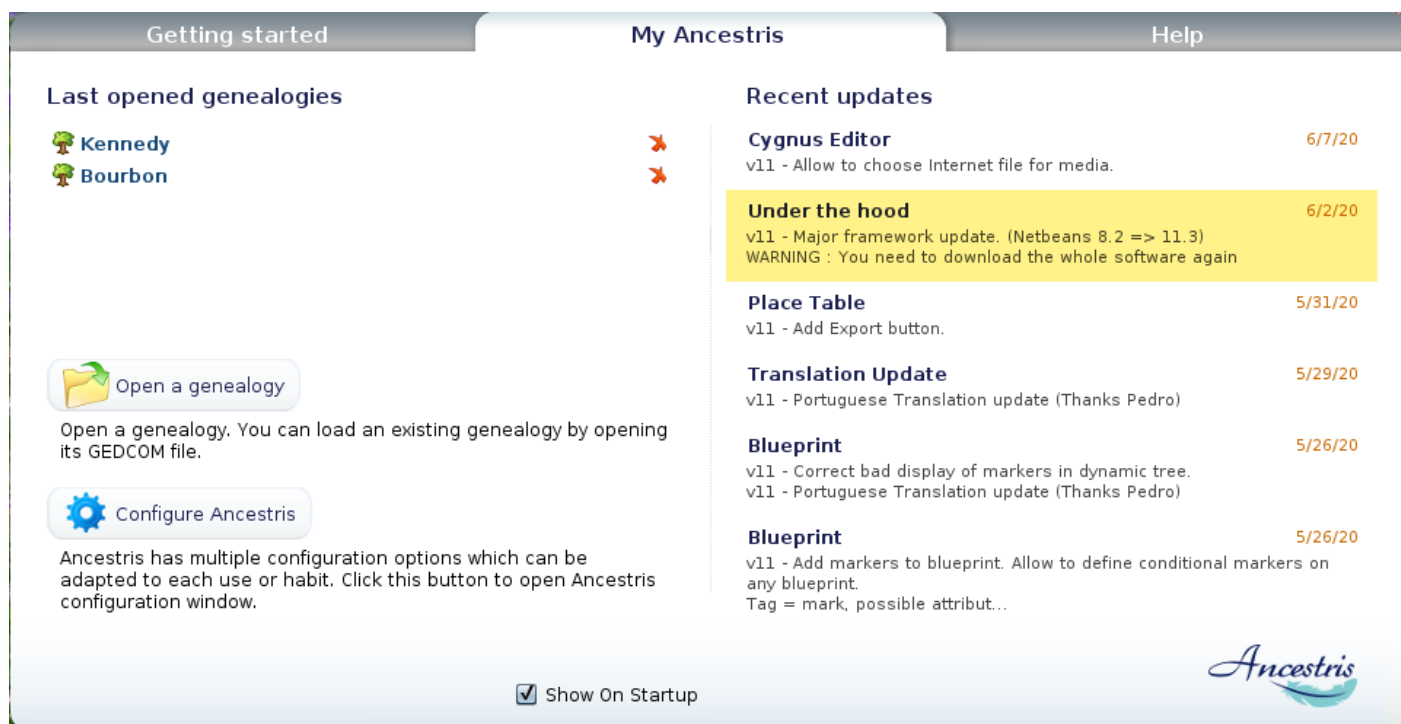 Getting started
My Ancestris
Help
Last opened genealogies
Kennedy
Bourbon
Open a genealogy
Open a genealogy. You can load an existing genealogy by opening
its GEDCOM file.
Configure Ancestris
Ancestris has multiple configuration options which can be
adapted to each use or habit. Click this button to open Ancestris
configuration window.
Recent updates
Cygnus Editor 6/7/20
v11 - Allow to choose Internet file for media.
Under the hood 6/2/20
v11 - Major framework update. (Netbeans 8.2 => 11.3)
WARNING : You need to download the whole software again
Place Table 5/31/20
v11 - Add Export button.
Translation Update 5/29/20
v11 - Portuguese Translation update (Thanks Pedro)
Blueprint 5/26/20
v11 - Correct bad display of markers in dynamic tree.
v11 - Portuguese Translation update (Thanks Pedro)
Blueprint 5/26/20
v11 - Add markers to blueprint. Allow to define conditional markers on
any blueprint.
Tag = mark, possible attribut...
Show On Startup
Ancestris